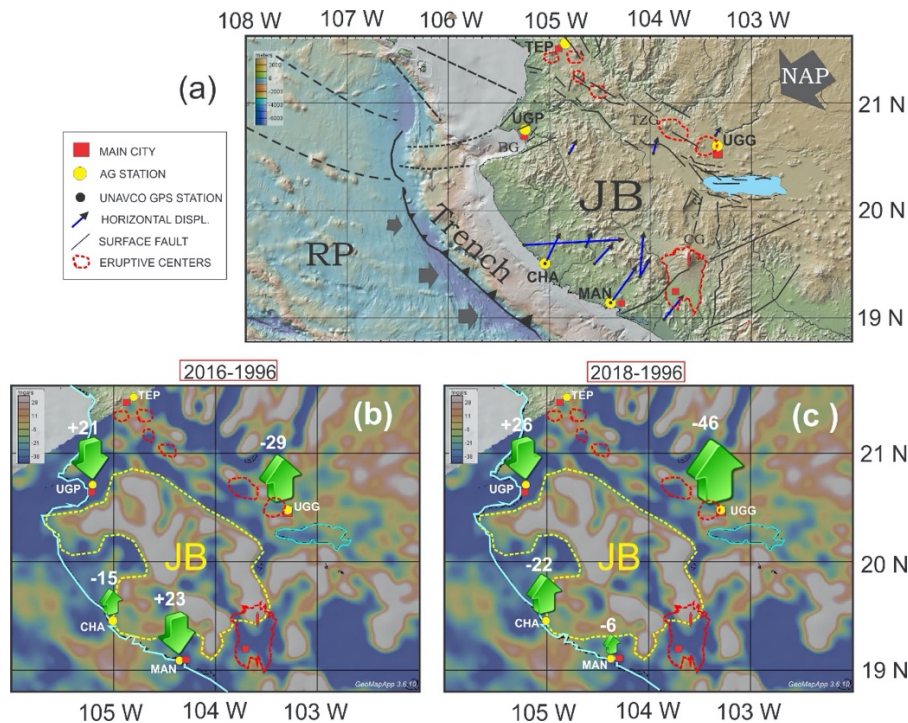 108 W 107 W 106 W 105 W 104 W 103 W
(a)
TEP
NAP
21 N
UGP
BG
TZG
UGG
JB
20 N
RP
Trench
CHA
MAN
CG
19 N
MAIN CITY
AG STATION
UNAVCO GPS STATION
HORIZONTAL DISPL.
SURFACE FAULT
ERUPTIVE CENTERS
2016-1996
TEP
(b)
+21
-29
UGP
UGG
JB
-15
+23
CHA
MAN
GeoMapApp 3.6.10
105 W 104 W 103 W
2018-1996
TEP
(c )
+26
-46
21 N
UGP
UGG
JB
20 N
-22
CHA
-6
MAN
19 N
GeoMapApp 3.6.10
105 W 104 W 103 W